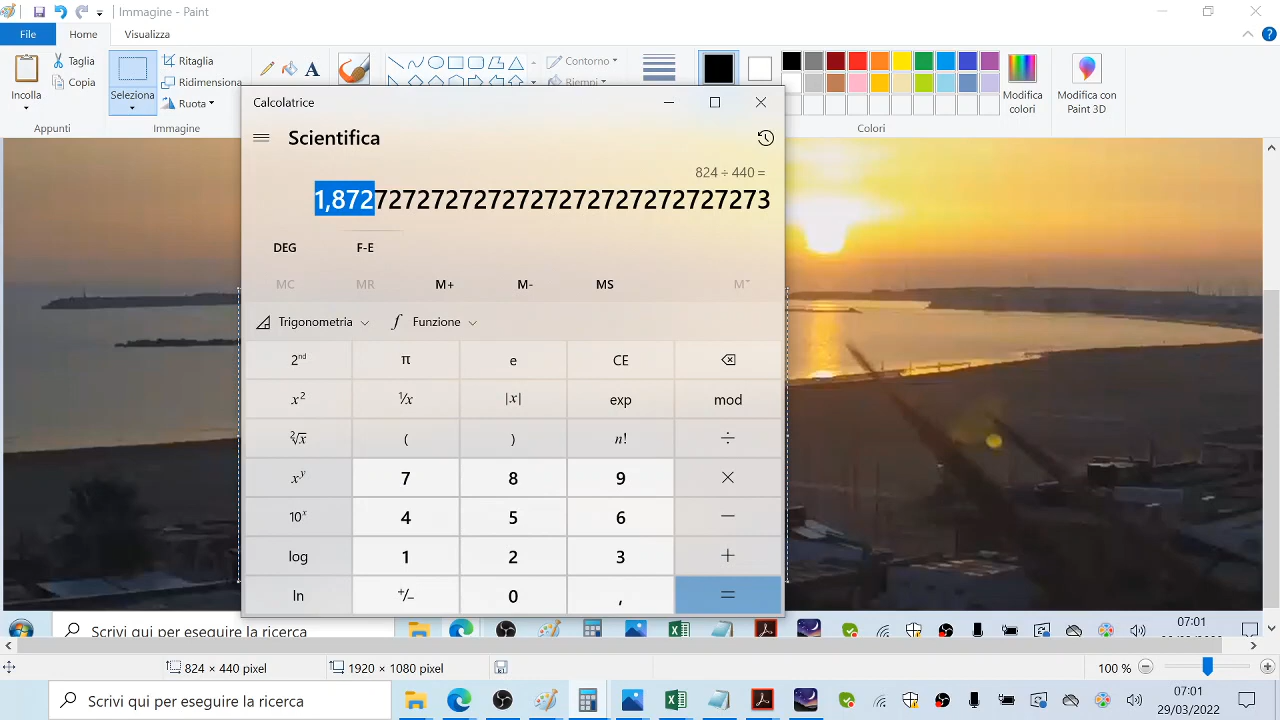 Immagine - Paint
File
Home
Visualizza
Incolla
Taglia
Copia
Appunti
Seleziona
Ritaglia
Ridimensiona
Ruota
Immagine
Contorno
Riempi
Modifica colori
Modifica con Paint 3D
Colori
Calcolatrice
Scientifica
824 ÷ 440 =
1,8727272727272727272727272727273
DEG F-E
MC MR M+ M- MS M
Trigonometria Funzione
2nd π e CE
x2 1/x |x| exp mod
2√x ( ) n! ÷
xy 7 8 9 ×
10x 4 5 6 −
log 1 2 3 +
ln +/− 0 , =
Scrivi qui per eseguire la ricerca
07:01
824 × 440 pixel
1920 × 1080 pixel
100 %
Scrivi qui per eseguire la ricerca
07:01
29/03/2022